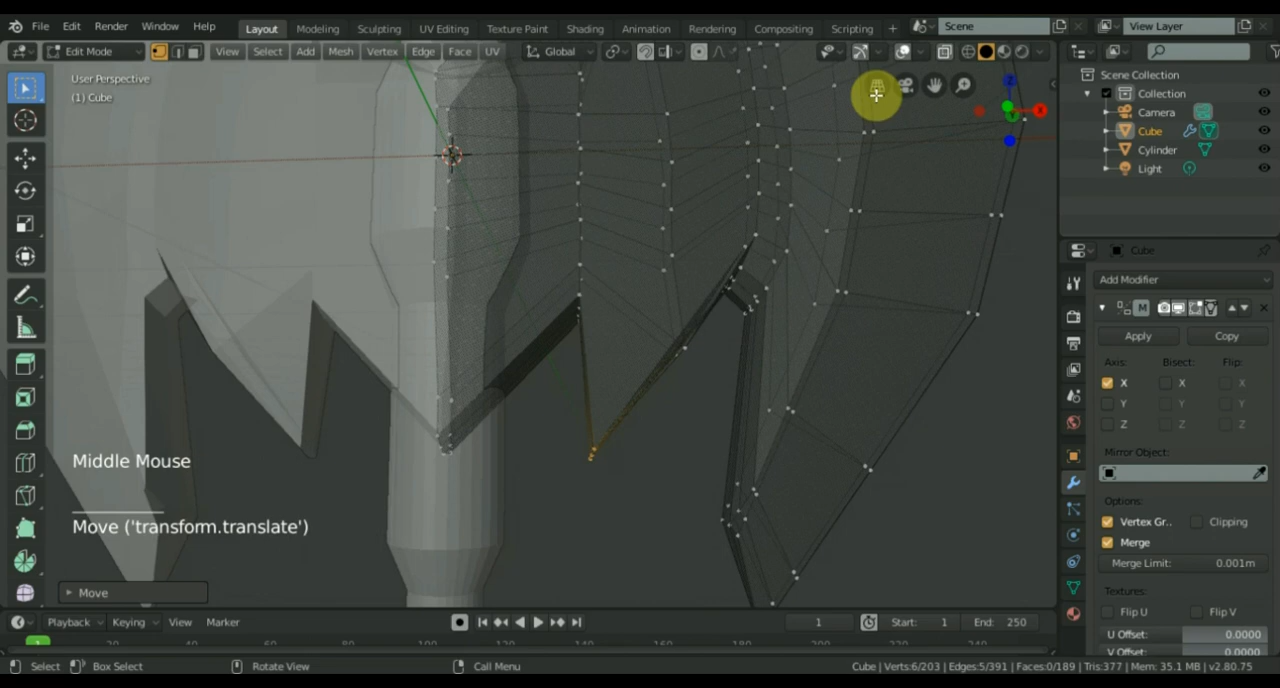 File Edit Render Window Help Layout Modeling Sculpting UV Editing Texture Paint Shading Animation Rendering Compositing Scripting + Scene View Layer
Edit Mode View Select Add Mesh Vertex Edge Face UV Global
User Perspective
(1) Cube
Scene Collection
Collection
Camera
Cube
Cylinder
Light
Cube
Add Modifier
M
Apply Copy
Axis: Bisect: Flip:
X X X
Y Y Y
Z Z Z
Mirror Object:
Options:
Vertex Gr.. Clipping
Merge
Merge Limit: 0.001m
Textures:
Flip U Flip V
U Offset: 0.0000
V Offset: 0.0000
Middle Mouse
Move ('transform.translate')
Move
Playback Keying View Marker 1 Start: 1 End: 250
1
Select Box Select Rotate View Call Menu Cube | Verts:6/203 | Edges:5/391 | Faces:0/189 | Tris:377 | Mem: 35.1 MB | v2.80.75